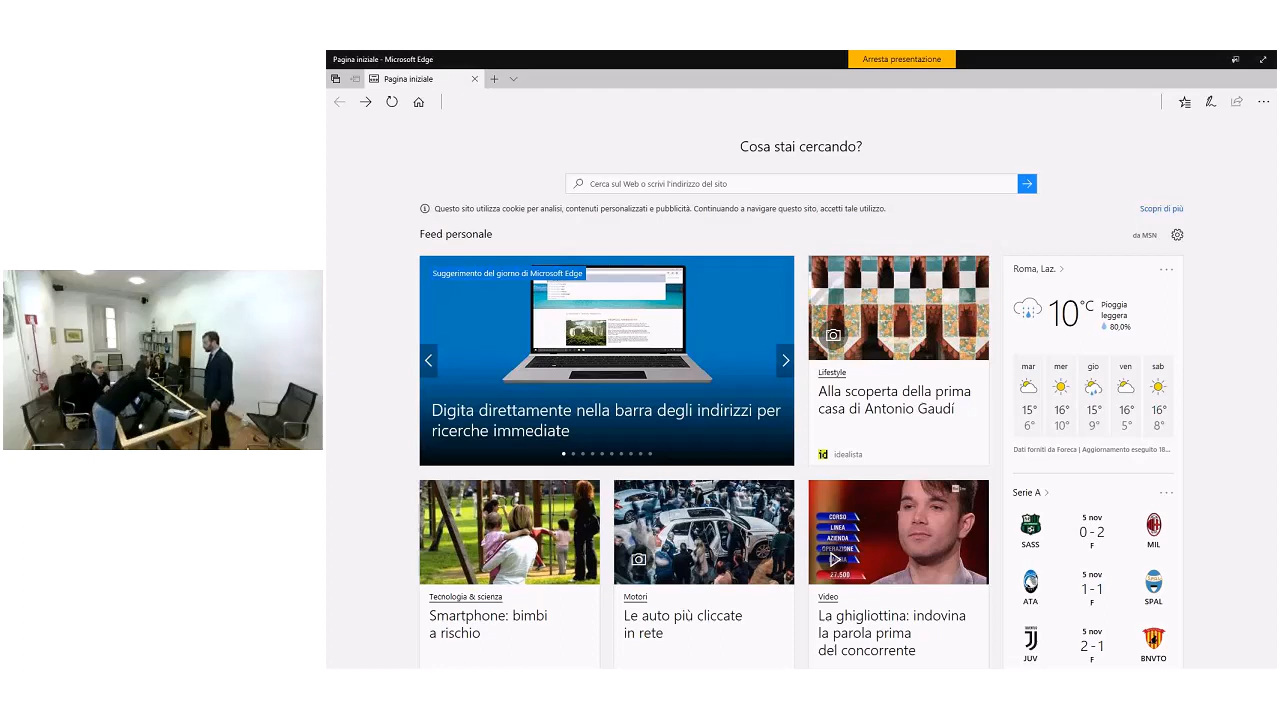 Pagina iniziale - Microsoft Edge
Arresta presentazione
Pagina iniziale
Cosa stai cercando?
Cerca sul Web o scrivi l'indirizzo del sito
Questo sito utilizza cookie per analisi, contenuti personalizzati e pubblicità. Continuando a navigare questo sito, accetti tale utilizzo.
Scopri di più
Feed personale
da MSN
Suggerimento del giorno di Microsoft Edge
Digita direttamente nella barra degli indirizzi per
ricerche immediate
Lifestyle
Alla scoperta della prima
casa di Antonio Gaudí
id idealista
Roma, Laz.
10°C
Pioggia
leggera
80,0%
mar mer gio ven sab
15° 16° 15° 16° 16°
6° 10° 9° 5° 8°
Dati forniti da Foreca | Aggiornamento eseguito 18...
Serie A
5 nov
0 - 2
F
SASS MIL
5 nov
1 - 1
F
ATA SPAL
5 nov
2 - 1
F
JUV BNVTO
Tecnologia & scienza
Smartphone: bimbi
a rischio
Motori
Le auto più cliccate
in rete
CORSO
LINEA
AZIENDA
OPERAZIONE
27.500
Video
La ghigliottina: indovina
la parola prima
del concorrente